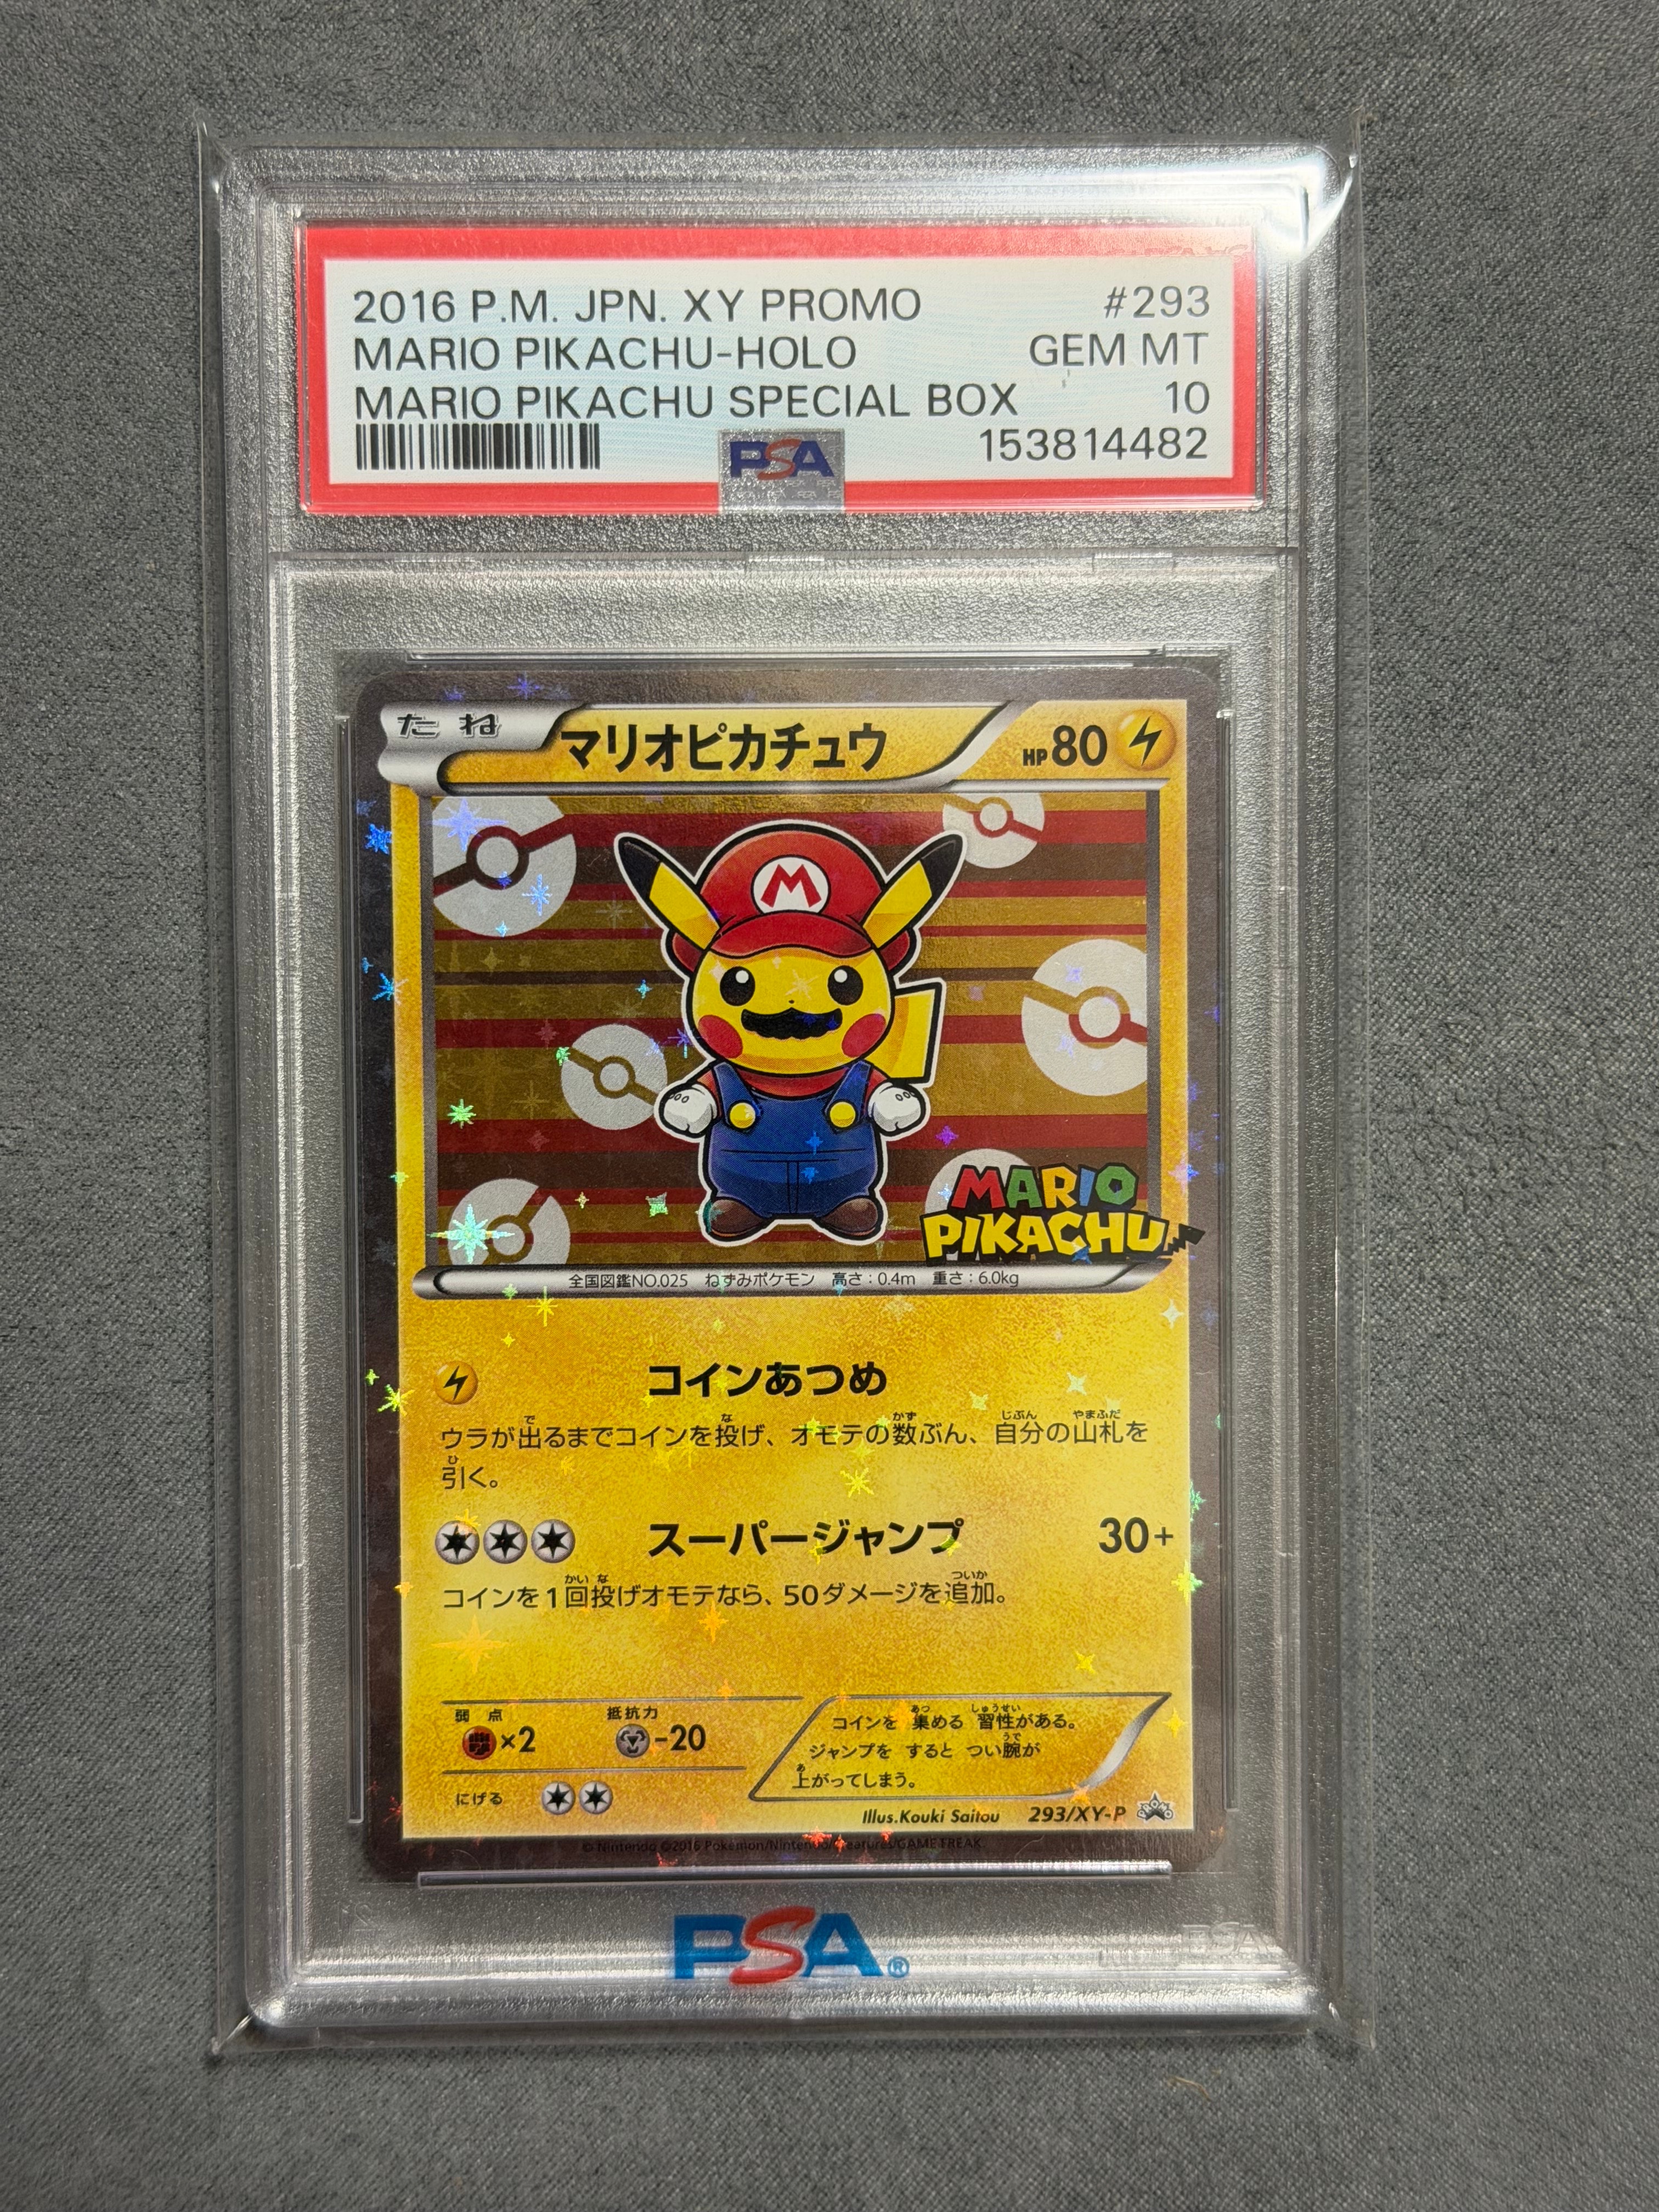 2016 P.M. JPN. XY PROMO #293
MARIO PIKACHU-HOLO GEM MT
MARIO PIKACHU SPECIAL BOX 10
153814482
PSA
たね マリオピカチュウ HP80
M
MARIO
PIKACHU
全国図鑑NO.025 ねずみポケモン 高さ:0.4m 重さ:6.0kg
コインあつめ
ウラが出るまでコインを投げ、オモテの数ぶん、自分の山札を
引く。
スーパージャンプ 30+
コインを1回投げオモテなら、50ダメージを追加。
弱点 抵抗力
×2 -20
にげる
コインを 集める 習性がある。
ジャンプを すると つい腕が
上がってしまう。
Illus.Kouki Saitou 293/XY-P
© Nintendo ©2016 Pokémon/Nintendo/Creatures/GAME FREAK.
PSA®